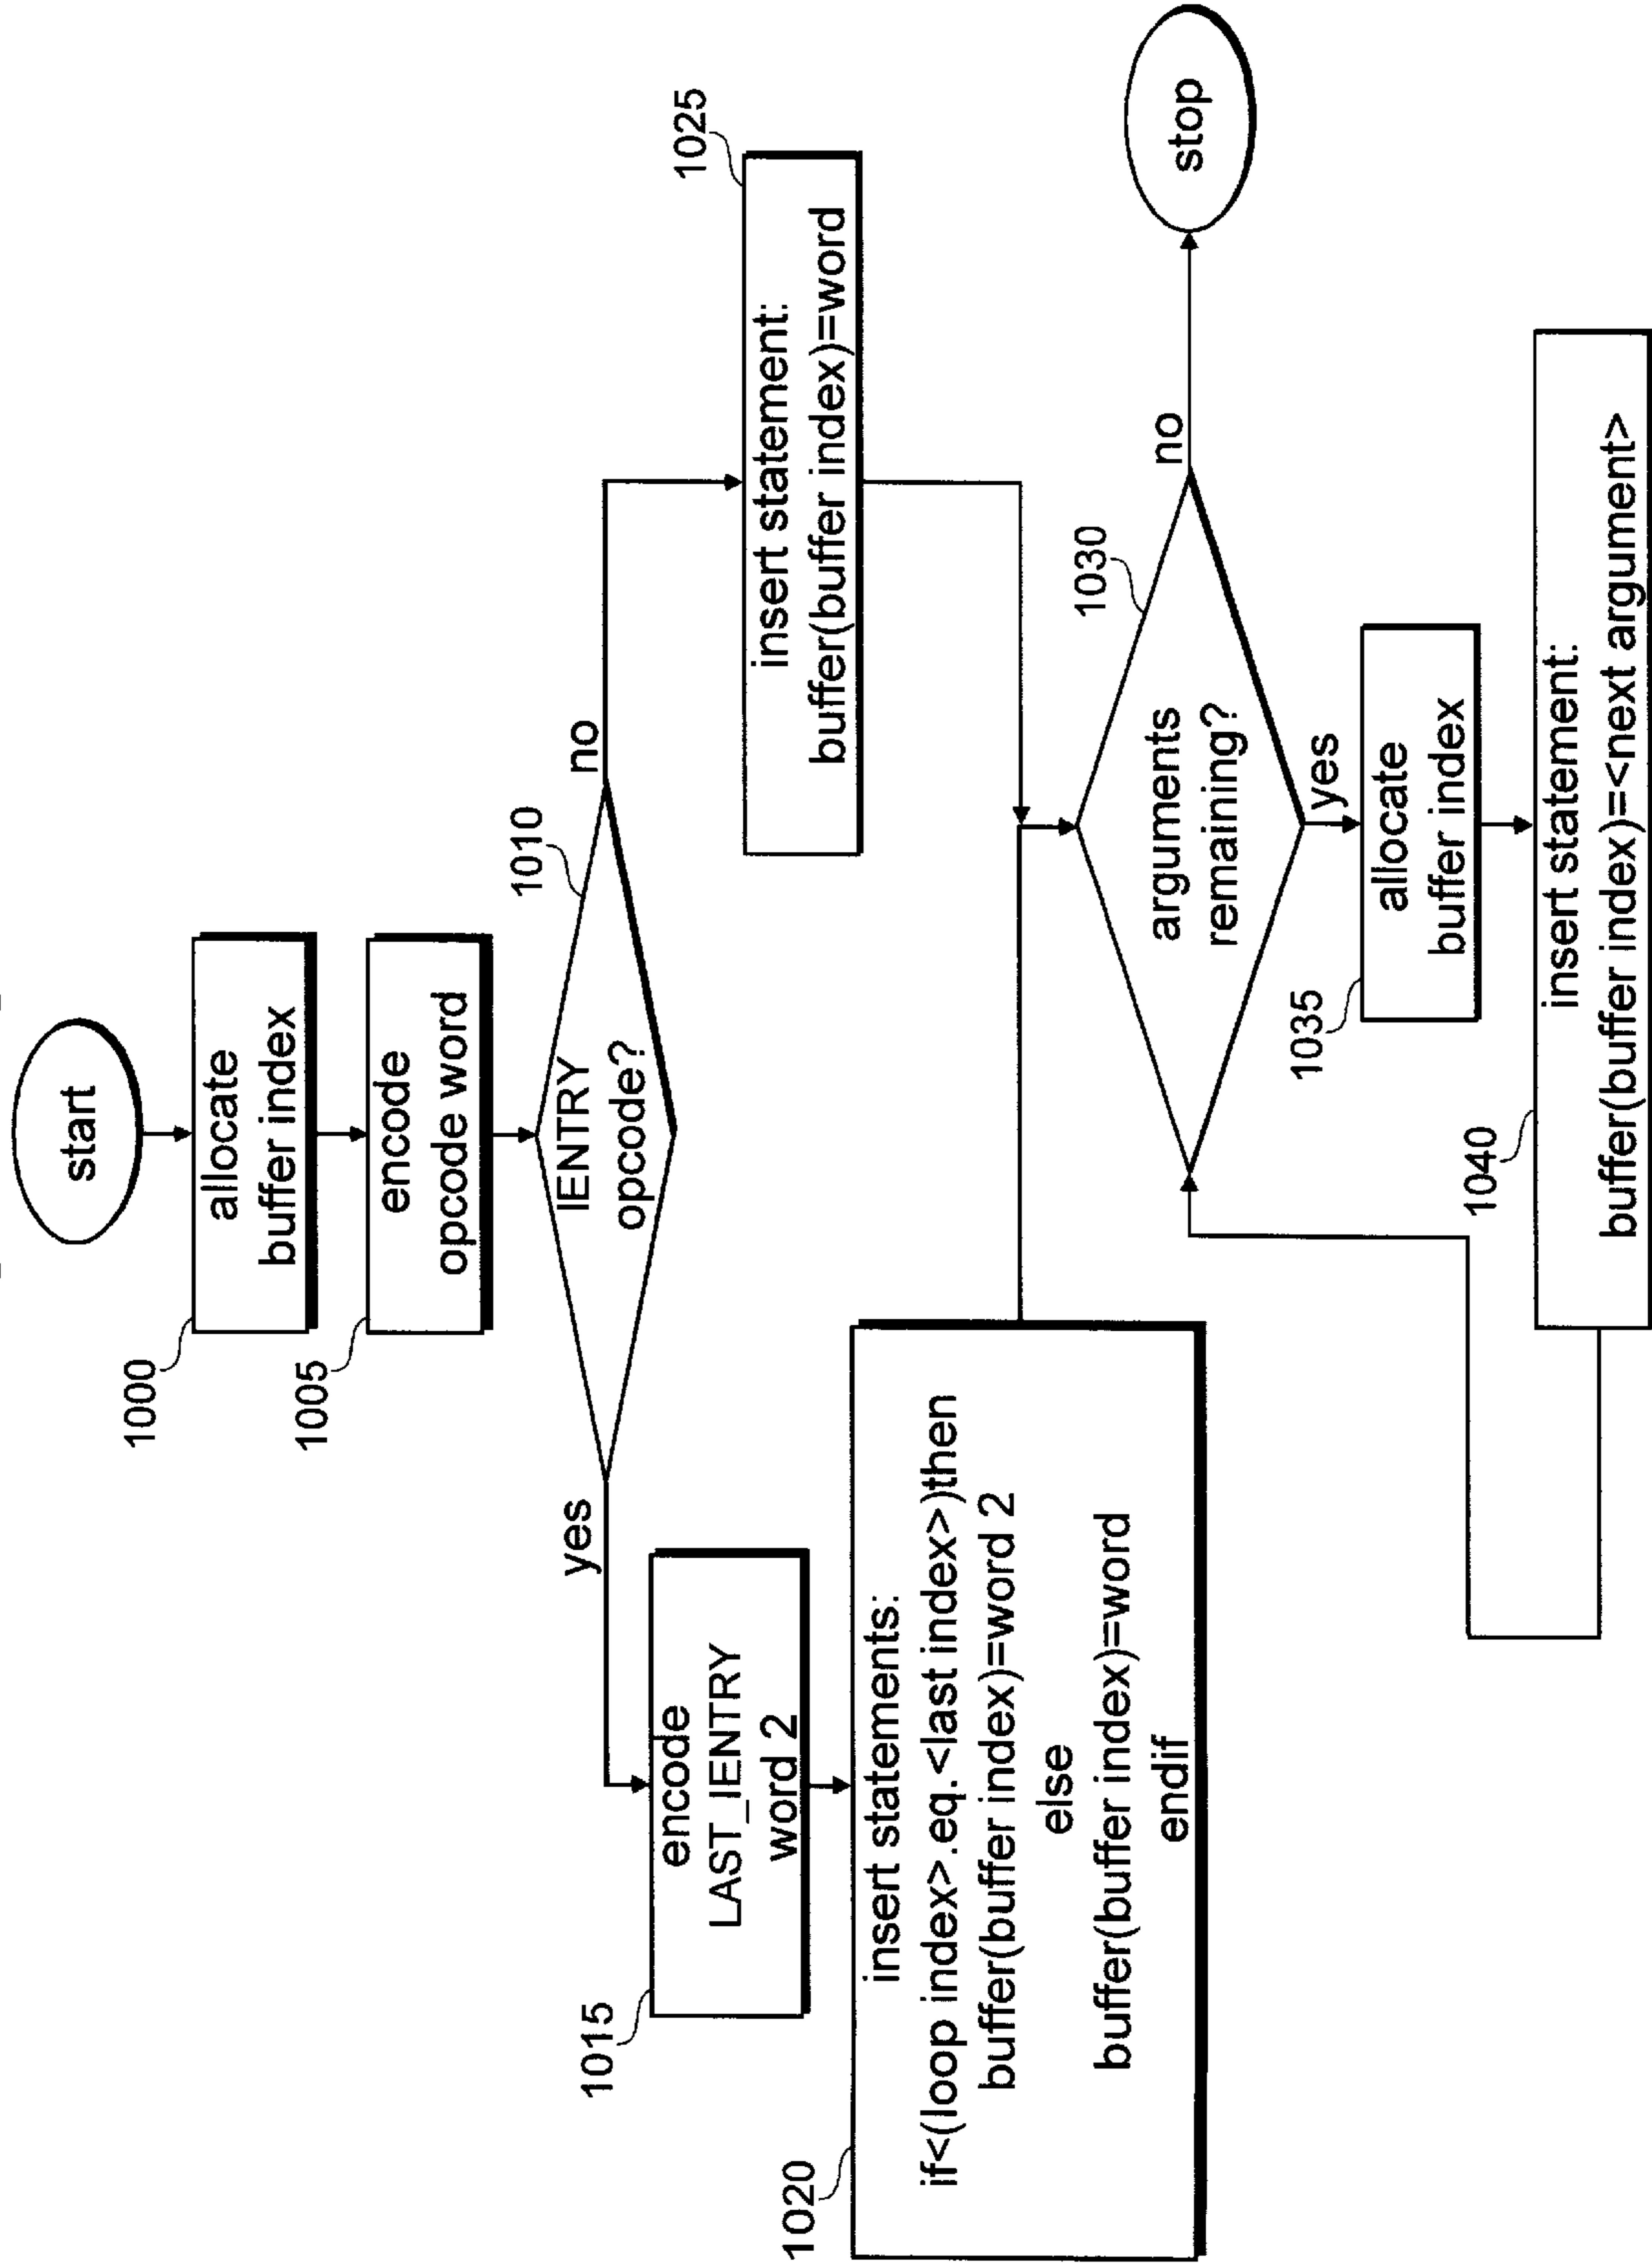 start
1000
allocate
buffer index
1005
encode
opcode word
1010
IENTRY
opcode?
yes
no
1015
encode
LAST_IENTRY
word 2
1025
insert statement:
buffer(buffer index)=word
1020
insert statements:
if<(loop index>.eq.<last index>)then
buffer(buffer index)=word 2
else
buffer(buffer index)=word
endif
1030
arguments
remaining?
no
stop
yes
1035
allocate
buffer index
1040
insert statement:
buffer(buffer index)=<next argument>